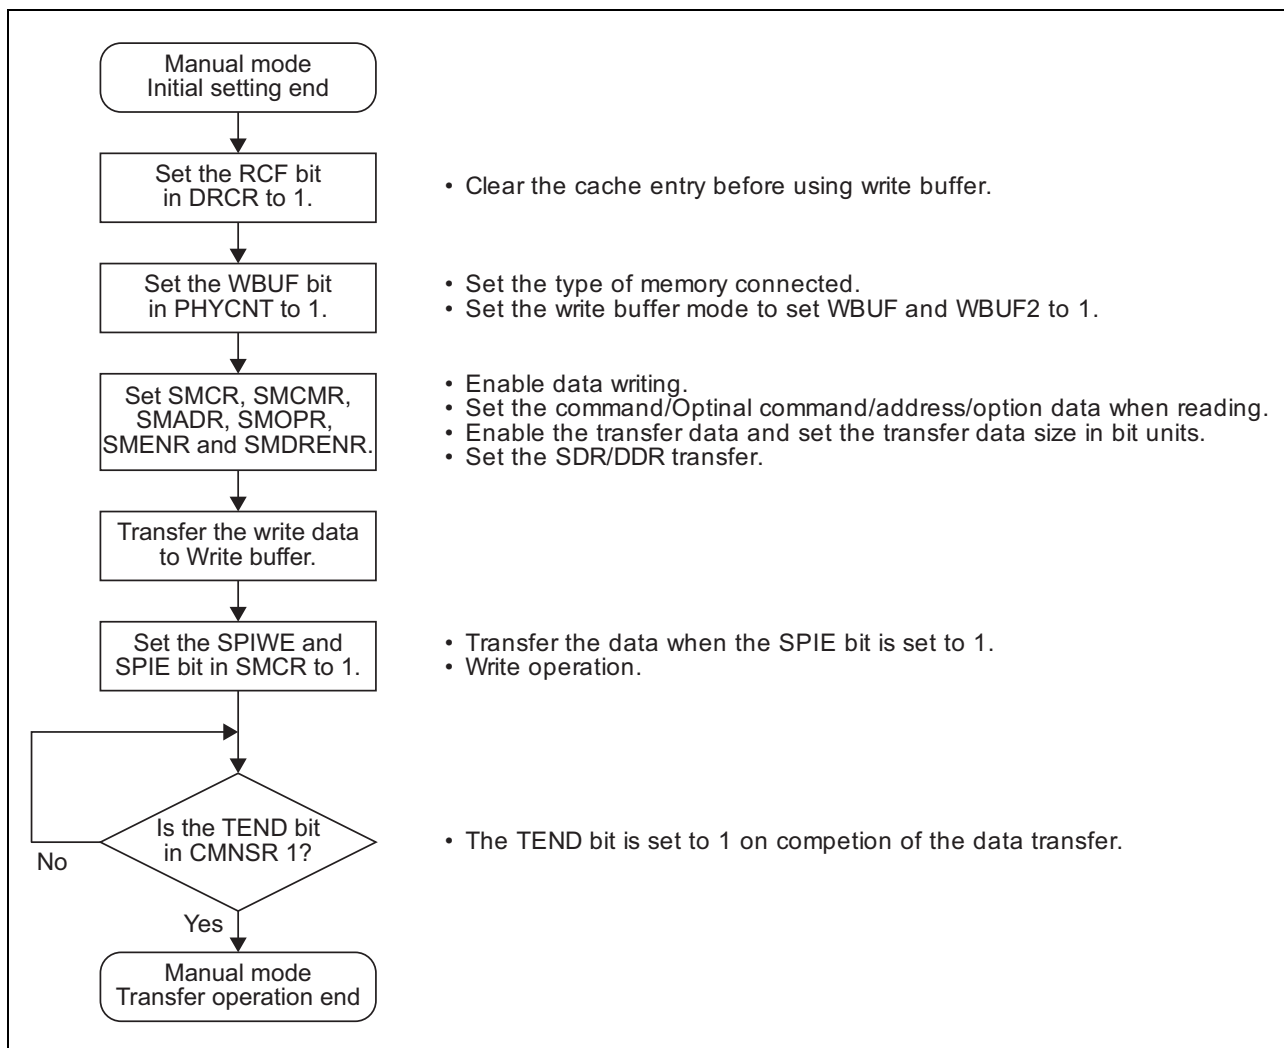 Manual mode
Initial setting end
Set the RCF bit
in DRCR to 1.
• Clear the cache entry before using write buffer.
Set the WBUF bit
in PHYCNT to 1.
• Set the type of memory connected.
• Set the write buffer mode to set WBUF and WBUF2 to 1.
Set SMCR, SMCMR,
SMADR, SMOPR,
SMENR and SMDRENR.
• Enable data writing.
• Set the command/Optinal command/address/option data when reading.
• Enable the transfer data and set the transfer data size in bit units.
• Set the SDR/DDR transfer.
Transfer the write data
to Write buffer.
Set the SPIWE and
SPIE bit in SMCR to 1.
• Transfer the data when the SPIE bit is set to 1.
• Write operation.
Is the TEND bit
in CMNSR 1?
• The TEND bit is set to 1 on competion of the data transfer.
No
Yes
Manual mode
Transfer operation end